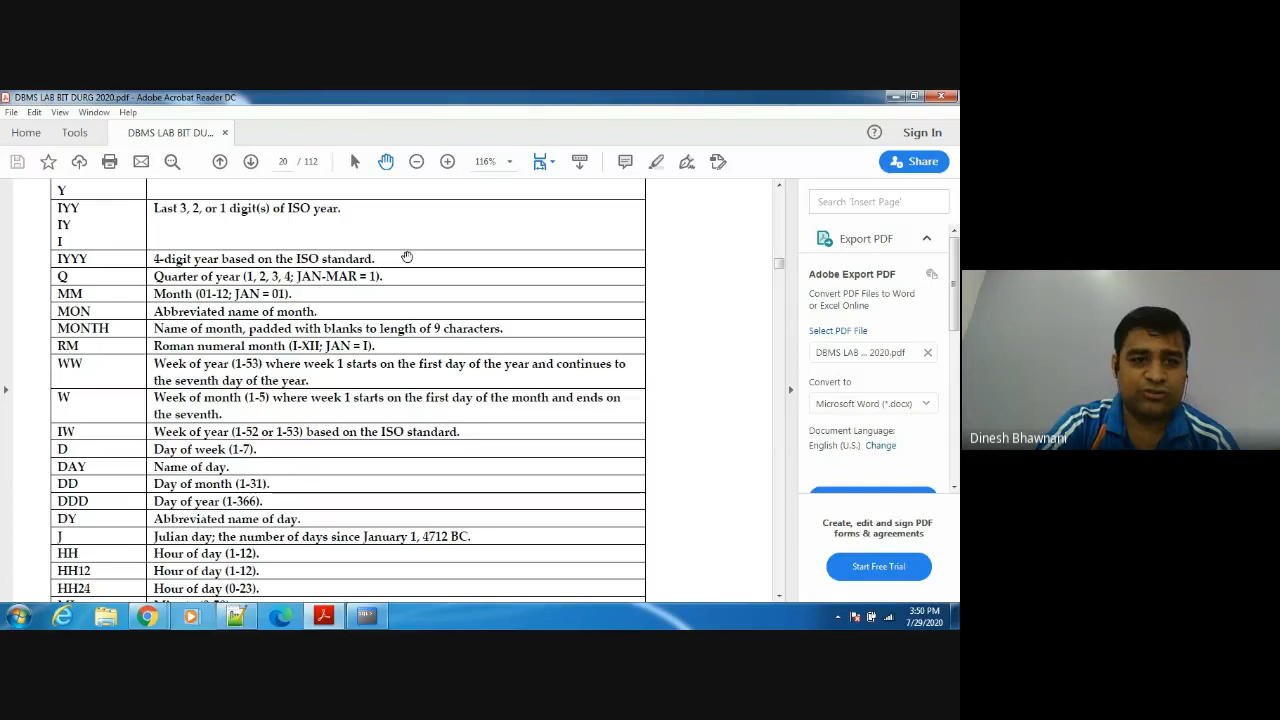 DBMS LAB BIT DURG 2020.pdf - Adobe Acrobat Reader DC
File Edit View Window Help
Home Tools DBMS LAB BIT DU... × Sign In
20 / 112 116% Share
Y
IYY Last 3, 2, or 1 digit(s) of ISO year.
IY
I
IYYY 4-digit year based on the ISO standard.
Q Quarter of year (1, 2, 3, 4; JAN-MAR = 1).
MM Month (01-12; JAN = 01).
MON Abbreviated name of month.
MONTH Name of month, padded with blanks to length of 9 characters.
RM Roman numeral month (I-XII; JAN = I).
WW Week of year (1-53) where week 1 starts on the first day of the year and continues to
the seventh day of the year.
W Week of month (1-5) where week 1 starts on the first day of the month and ends on
the seventh.
IW Week of year (1-52 or 1-53) based on the ISO standard.
D Day of week (1-7).
DAY Name of day.
DD Day of month (1-31).
DDD Day of year (1-366).
DY Abbreviated name of day.
J Julian day; the number of days since January 1, 4712 BC.
HH Hour of day (1-12).
HH12 Hour of day (1-12).
HH24 Hour of day (0-23).
Search 'Insert Page'
Export PDF
Adobe Export PDF
Convert PDF Files to Word
or Excel Online
Select PDF File
DBMS LAB ... 2020.pdf
Convert to
Microsoft Word (*.docx)
Document Language:
English (U.S.) Change
Create, edit and sign PDF
forms & agreements
Start Free Trial
3:50 PM
7/29/2020
Dinesh Bhawnani